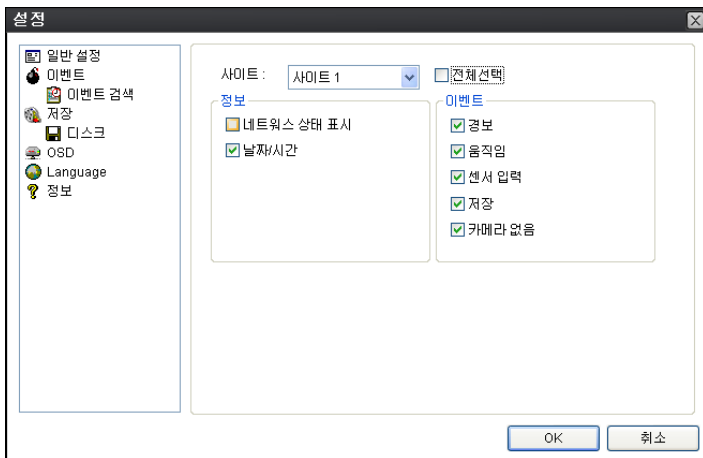 설정
일반 설정
이벤트
이벤트 검색
저장
디스크
OSD
Language
정보
사이트 : 사이트 1 전체선택
정보
네트워스 상태 표시
날짜/시간
이벤트
경보
움직임
센서 입력
저장
카메라 없음
OK 취소